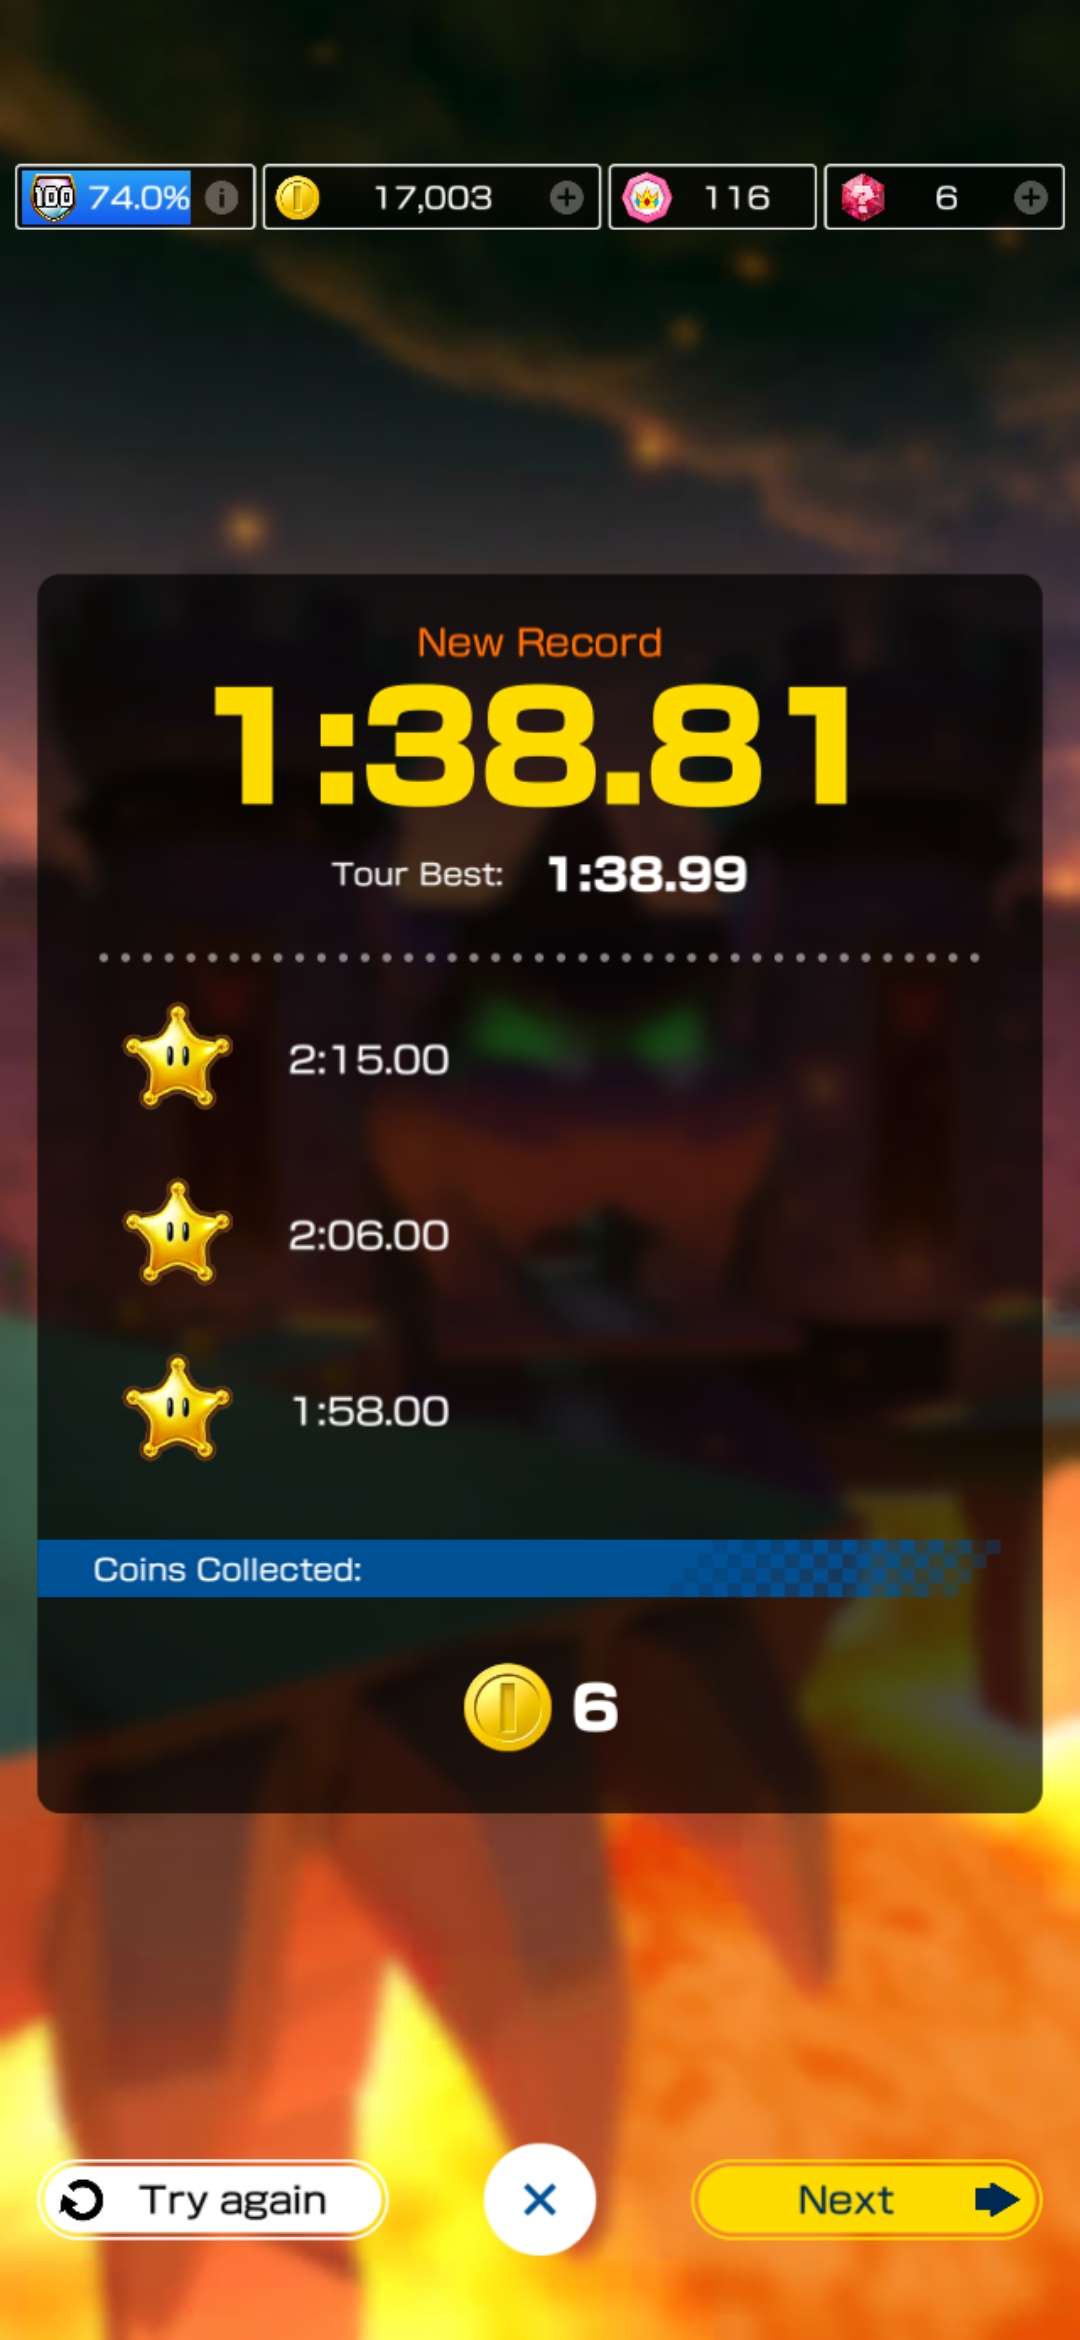 100 74.0% i 17,003 + 116 ? 6 +
New Record
1:38.81
Tour Best: 1:38.99
2:15.00
2:06.00
1:58.00
Coins Collected:
6
Try again × Next